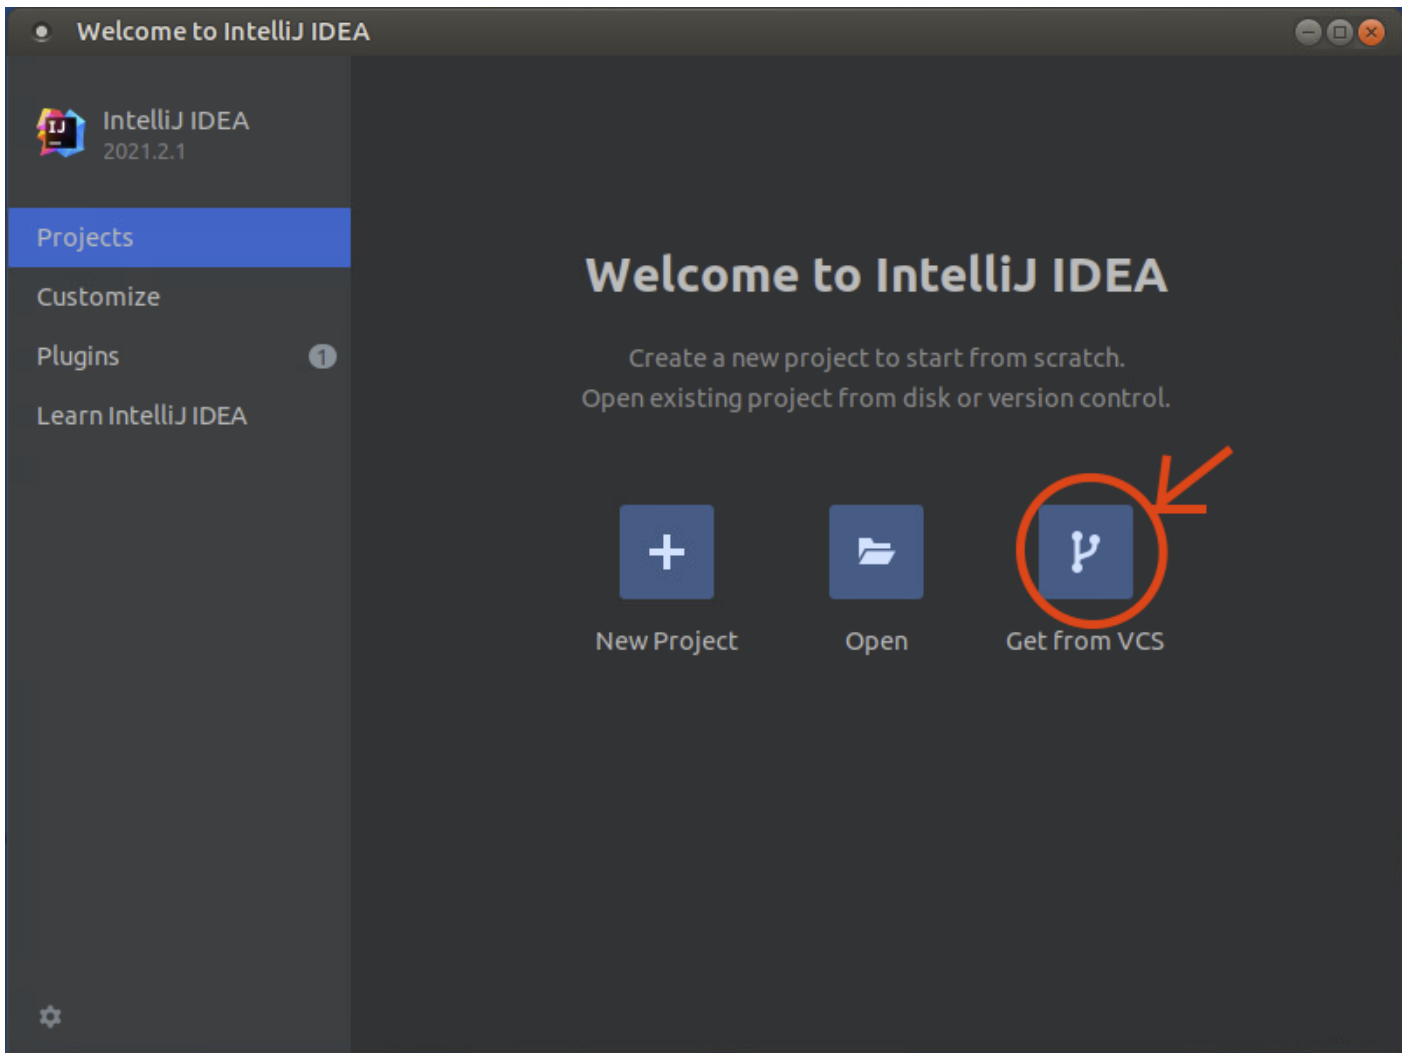 Welcome to IntelliJ IDEA
IJ
IntelliJ IDEA
2021.2.1
Projects
Customize
Plugins 1
Learn IntelliJ IDEA
Welcome to IntelliJ IDEA
Create a new project to start from scratch.
Open existing project from disk or version control.
New Project
Open
Get from VCS